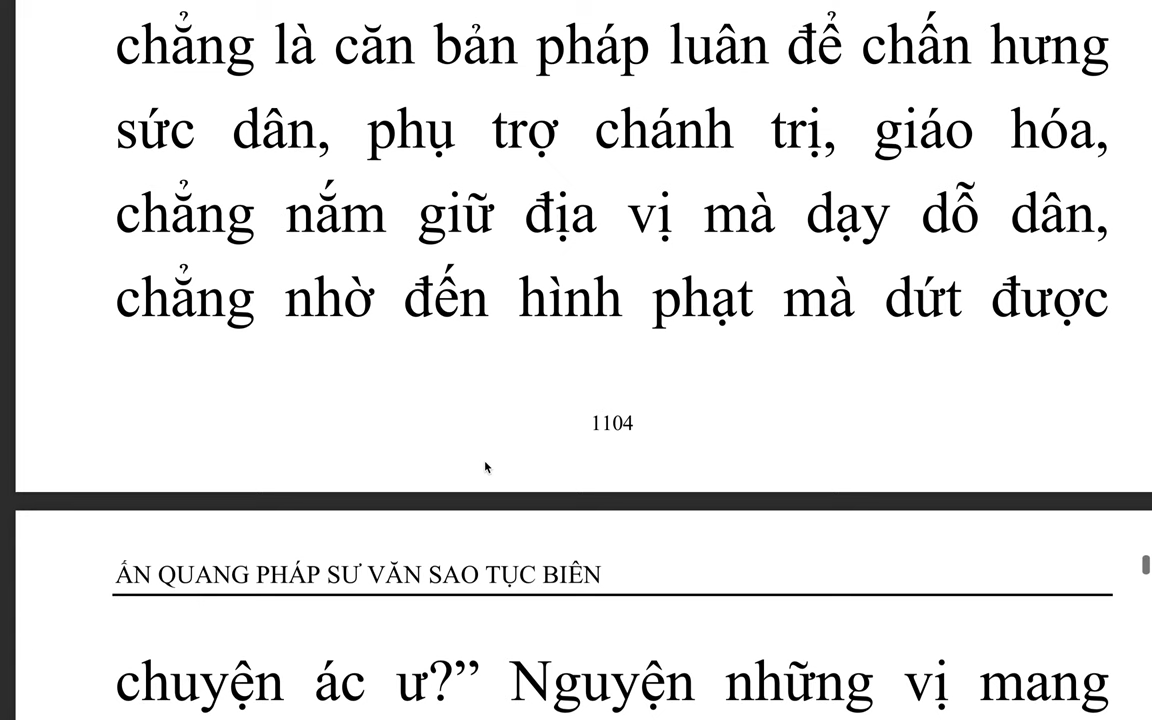 chẳng là căn bản pháp luân để chấn hưng
sức dân, phụ trợ chánh trị, giáo hóa,
chẳng nắm giữ địa vị mà dạy dỗ dân,
chẳng nhờ đến hình phạt mà dứt được
1104
ẤN QUANG PHÁP SƯ VĂN SAO TỤC BIÊN
chuyện ác ư?” Nguyện những vị mang